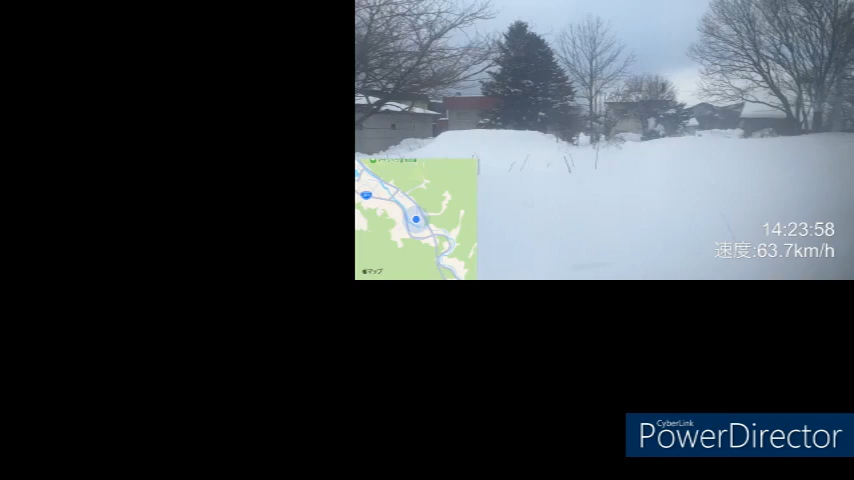 14:23:58
速度:63.7km/h
マップ
CyberLink
PowerDirector